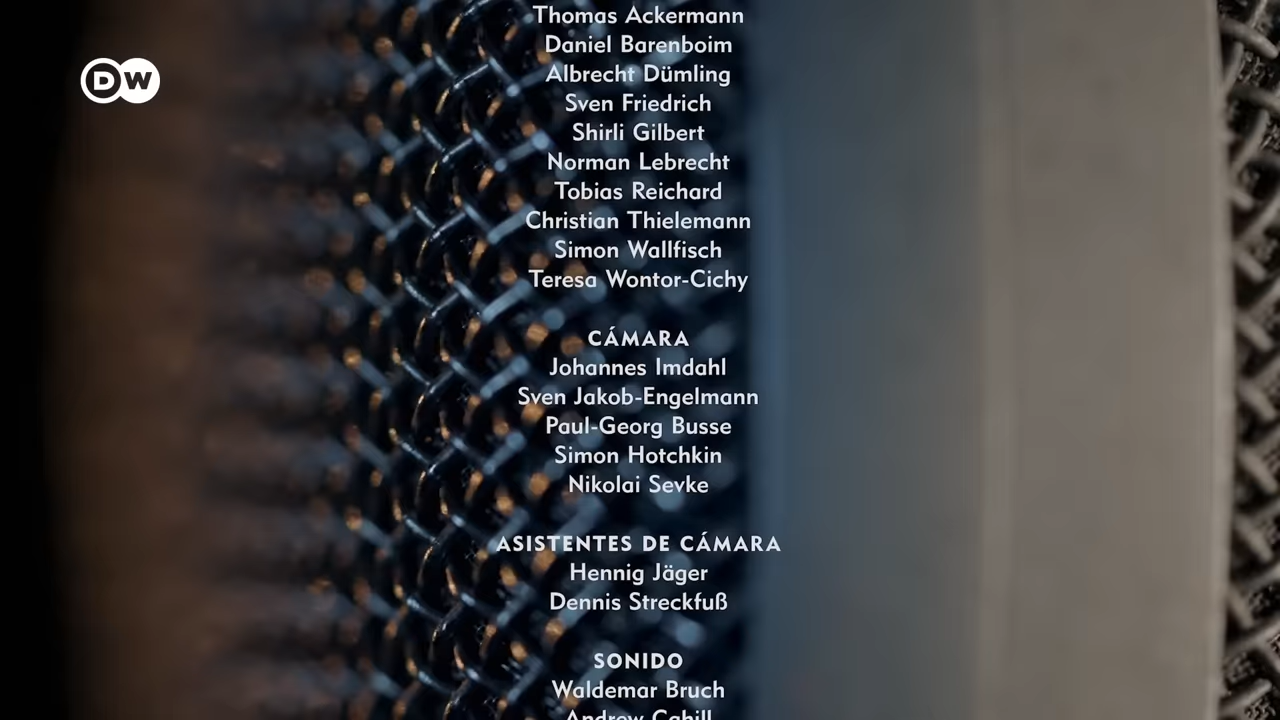 DW
Thomas Ackermann
Daniel Barenboim
Albrecht Dümling
Sven Friedrich
Shirli Gilbert
Norman Lebrecht
Tobias Reichard
Christian Thielemann
Simon Wallfisch
Teresa Wontor-Cichy
CÁMARA
Johannes Imdahl
Sven Jakob-Engelmann
Paul-Georg Busse
Simon Hotchkin
Nikolai Sevke
ASISTENTES DE CÁMARA
Hennig Jäger
Dennis Streckfuß
SONIDO
Waldemar Bruch
Andrew Cahill